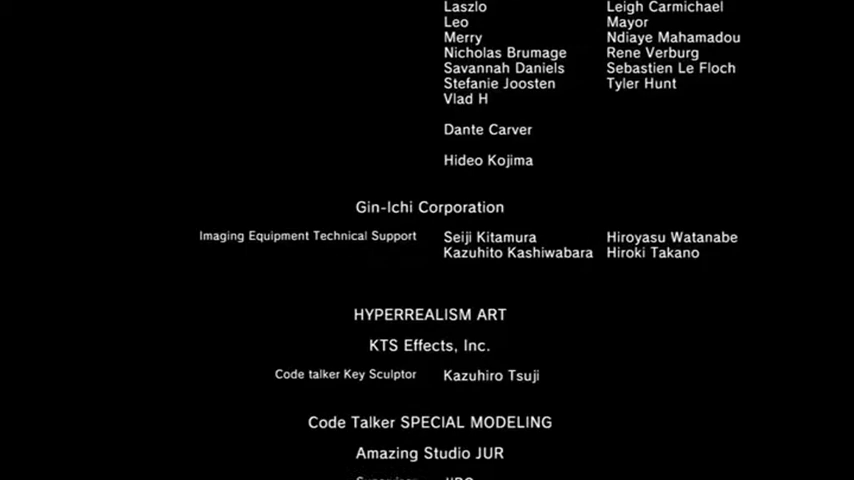 Laszlo Leigh Carmichael
Leo Mayor
Merry Ndiaye Mahamadou
Nicholas Brumage Rene Verburg
Savannah Daniels Sebastien Le Floch
Stefanie Joosten Tyler Hunt
Vlad H
Dante Carver
Hideo Kojima
Gin-Ichi Corporation
Imaging Equipment Technical Support Seiji Kitamura Hiroyasu Watanabe
Kazuhito Kashiwabara Hiroki Takano
HYPERREALISM ART
KTS Effects, Inc.
Code talker Key Sculptor Kazuhiro Tsuji
Code Talker SPECIAL MODELING
Amazing Studio JUR